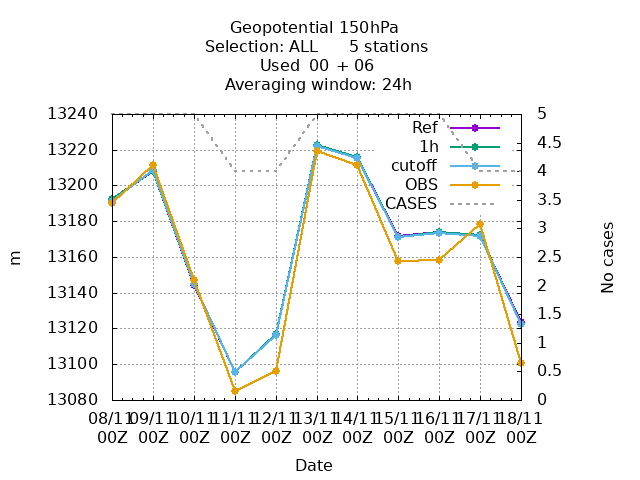 Geopotential 150hPa
Selection: ALL 5 stations
Used 00 + 06
Averaging window: 24h
13240
13220
13200
13180
13160
13140
13120
13100
13080
m
5
4.5
4
3.5
3
2.5
2
1.5
1
0.5
0
No cases
Ref
1h
cutoff
OBS
CASES
08/11 09/11 10/11 11/11 12/11 13/11 14/11 15/11 16/11 17/11 18/11
00Z 00Z 00Z 00Z 00Z 00Z 00Z 00Z 00Z 00Z 00Z
Date